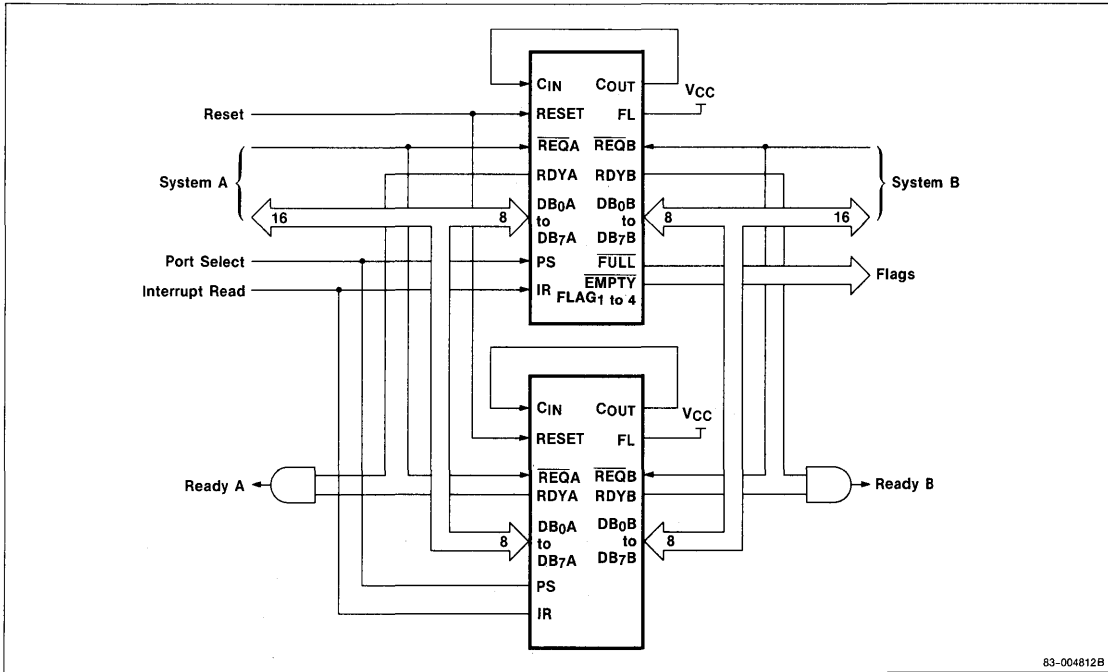 CIN COUT
VCC
Reset RESET FL
REQA REQB
System A RDYA RDYB System B
16 8 DB0A to DB7A DB0B to DB7B 8 16
Port Select PS FULL
Flags
Interrupt Read IR EMPTY
FLAG1 to 4
CIN COUT
VCC
RESET FL
REQA REQB
Ready A RDYA RDYB Ready B
8 DB0A to DB7A DB0B to DB7B 8
PS
IR
83-004812B